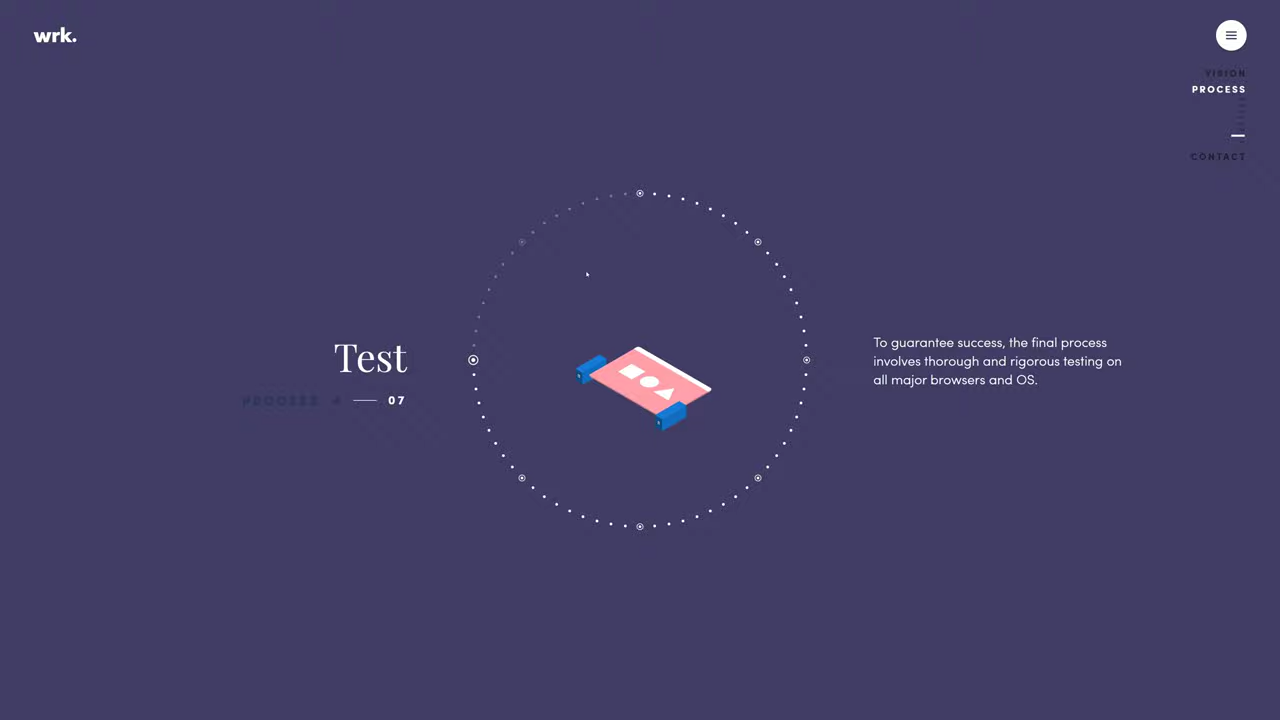 wrk.
VISION
PROCESS
CONTACT
Test
PROCESS
07
To guarantee success, the final process
involves thorough and rigorous testing on
all major browsers and OS.